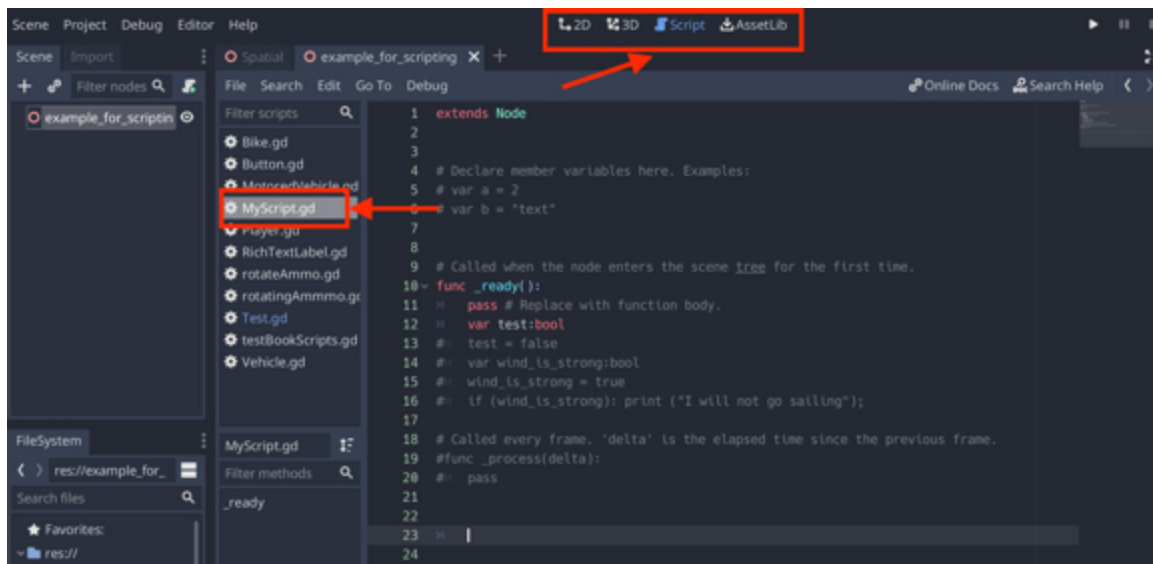 Scene Project Debug Editor Help
2D 3D Script AssetLib
Scene Import
Spatial example_for_scripting X +
Filter nodes
File Search Edit Go To Debug
Online Docs Search Help
example_for_scriptin
Filter scripts
Bike.gd
Button.gd
MotoredVehicle.gd
MyScript.gd
Player.gd
RichTextLabel.gd
rotateAmmo.gd
rotatingAmmmo.gc
Test.gd
testBookScripts.gd
Vehicle.gd
MyScript.gd
Filter methods
_ready
1 extends Node
2
3
4 # Declare member variables here. Examples:
5 # var a = 2
6 # var b = "text"
7
8
9 # Called when the node enters the scene tree for the first time.
10 func _ready():
11 pass # Replace with function body.
12 var test:bool
13 # test = false
14 # var wind_is_strong:bool
15 # wind_is_strong = true
16 # if (wind_is_strong): print ("I will not go sailing");
17
18 # Called every frame. 'delta' is the elapsed time since the previous frame.
19 #func _process(delta):
20 # pass
21
22
23
24
FileSystem
res://example_for_
Search files
Favorites:
res://